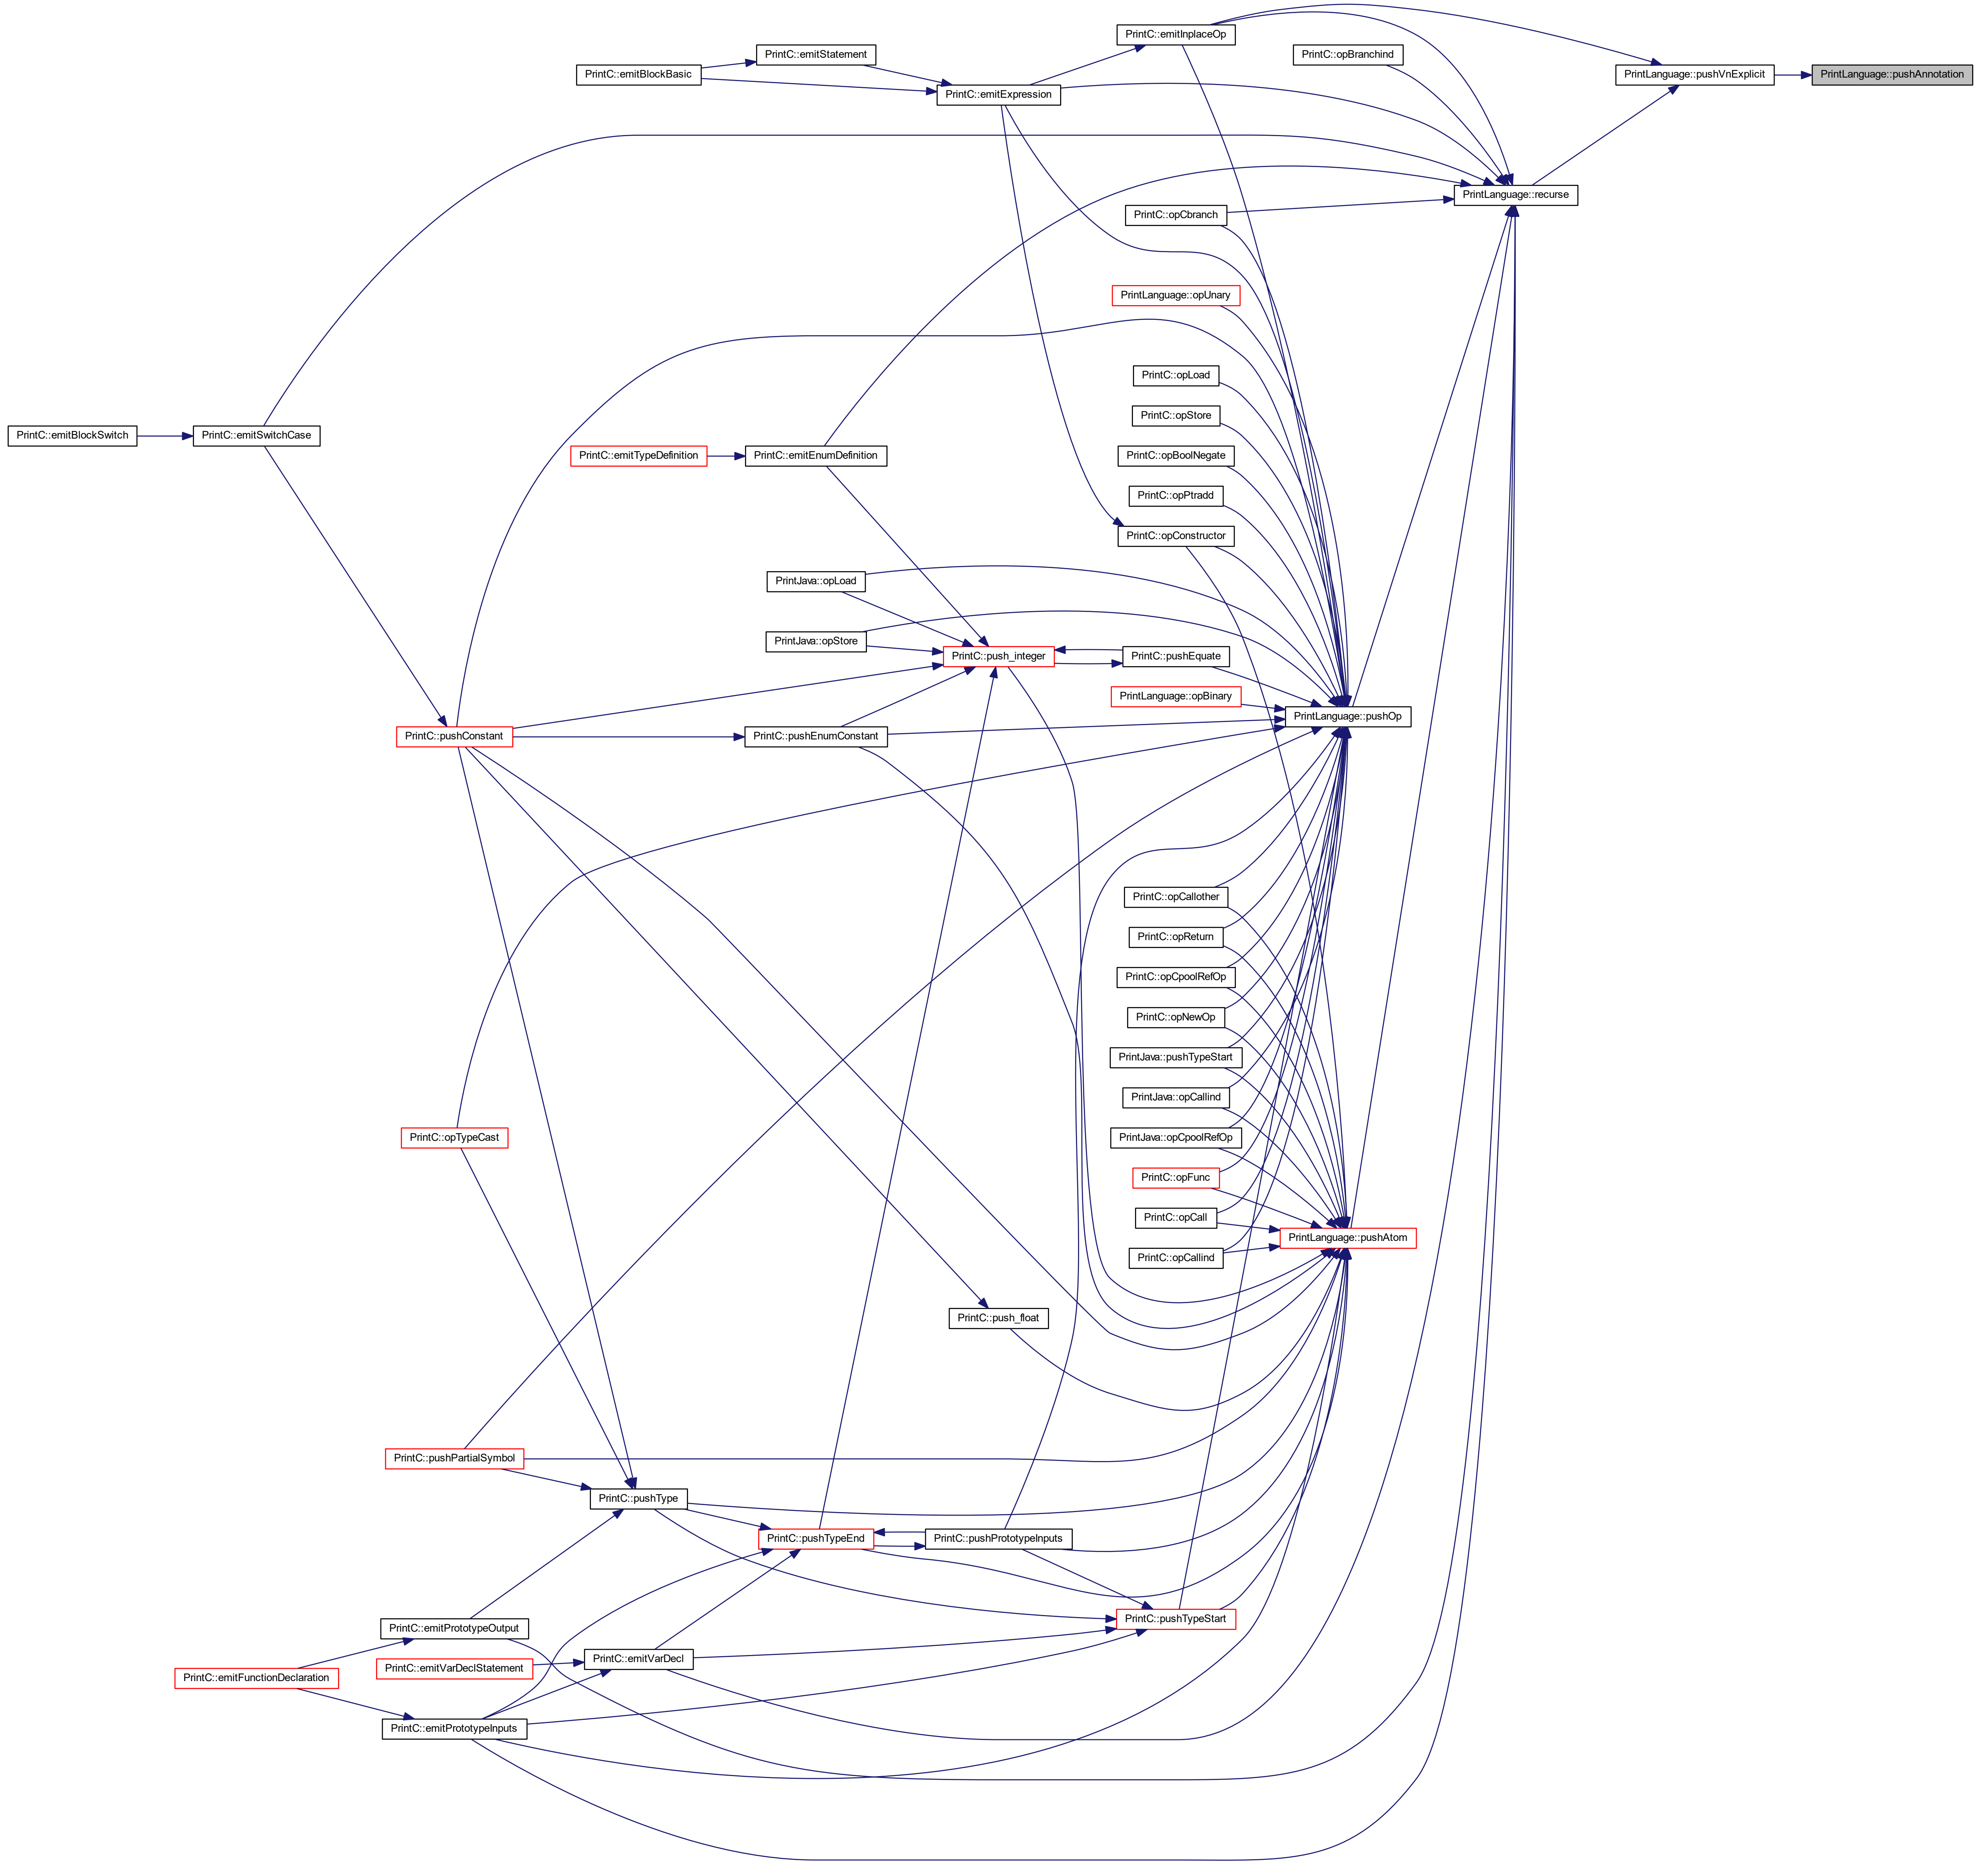 PrintC::emitInplaceOp
PrintC::emitStatement
PrintC::opBranchind
PrintC::emitBlockBasic
PrintLanguage::pushVnExplicit
PrintLanguage::pushAnnotation
PrintC::emitExpression
PrintLanguage::recurse
PrintC::opCbranch
PrintLanguage::opUnary
PrintC::opLoad
PrintC::opStore
PrintC::emitBlockSwitch
PrintC::emitSwitchCase
PrintC::emitTypeDefinition
PrintC::emitEnumDefinition
PrintC::opBoolNegate
PrintC::opPtradd
PrintC::opConstructor
PrintJava::opLoad
PrintJava::opStore
PrintC::push_integer
PrintC::pushEquate
PrintLanguage::opBinary
PrintLanguage::pushOp
PrintC::pushConstant
PrintC::pushEnumConstant
PrintC::opCallother
PrintC::opReturn
PrintC::opCpoolRefOp
PrintC::opNewOp
PrintJava::pushTypeStart
PrintJava::opCallind
PrintC::opTypeCast
PrintJava::opCpoolRefOp
PrintC::opFunc
PrintC::opCall
PrintLanguage::pushAtom
PrintC::opCallind
PrintC::push_float
PrintC::pushPartialSymbol
PrintC::pushType
PrintC::pushTypeEnd
PrintC::pushPrototypeInputs
PrintC::pushTypeStart
PrintC::emitPrototypeOutput
PrintC::emitVarDecl
PrintC::emitVarDeclStatement
PrintC::emitFunctionDeclaration
PrintC::emitPrototypeInputs